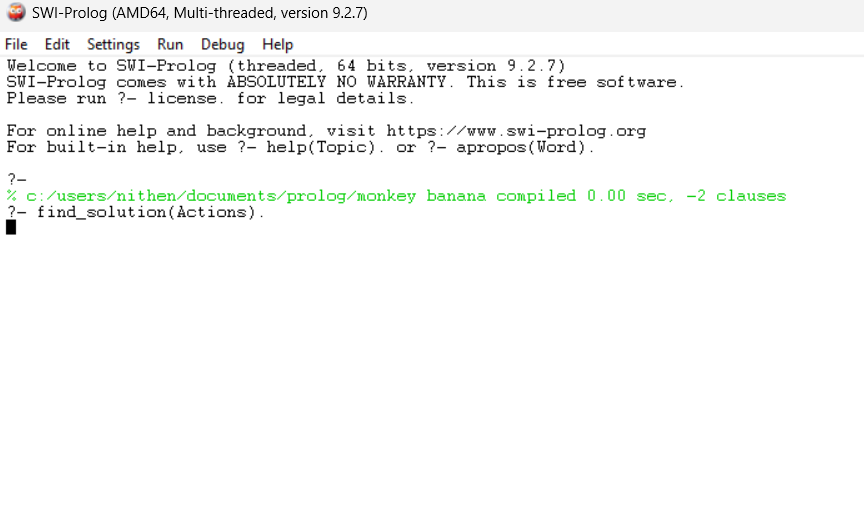 SWI-Prolog (AMD64, Multi-threaded, version 9.2.7)
File Edit Settings Run Debug Help
Welcome to SWI-Prolog (threaded, 64 bits, version 9.2.7)
SWI-Prolog comes with ABSOLUTELY NO WARRANTY. This is free software.
Please run ?- license. for legal details.
For online help and background, visit https://www.swi-prolog.org
For built-in help, use ?- help(Topic). or ?- apropos(Word).
?-
% c:/users/nithen/documents/prolog/monkey banana compiled 0.00 sec, -2 clauses
?- find_solution(Actions).